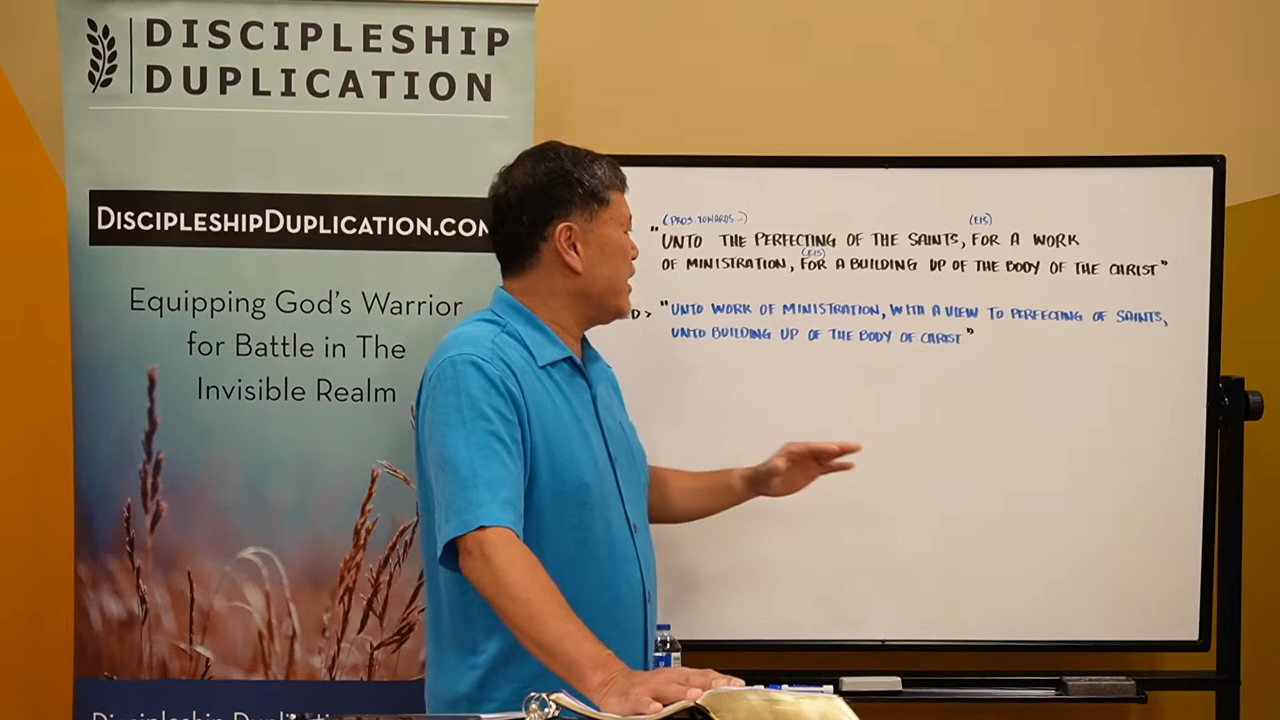 DISCIPLESHIP
DUPLICATION
DISCIPLESHIPDUPLICATION.COM
Equipping God's Warrior
for Battle in The
Invisible Realm
(PROS: TOWARDS -)
(EIS)
"UNTO THE PERFECTING OF THE SAINTS, FOR A WORK
(EIS)
OF MINISTRATION, FOR A BUILDING UP OF THE BODY OF THE CHRIST"
D> "UNTO WORK OF MINISTRATION, WITH A VIEW TO PERFECTING OF SAINTS,
UNTO BUILDING UP OF THE BODY OF CHRIST"
Discipleship